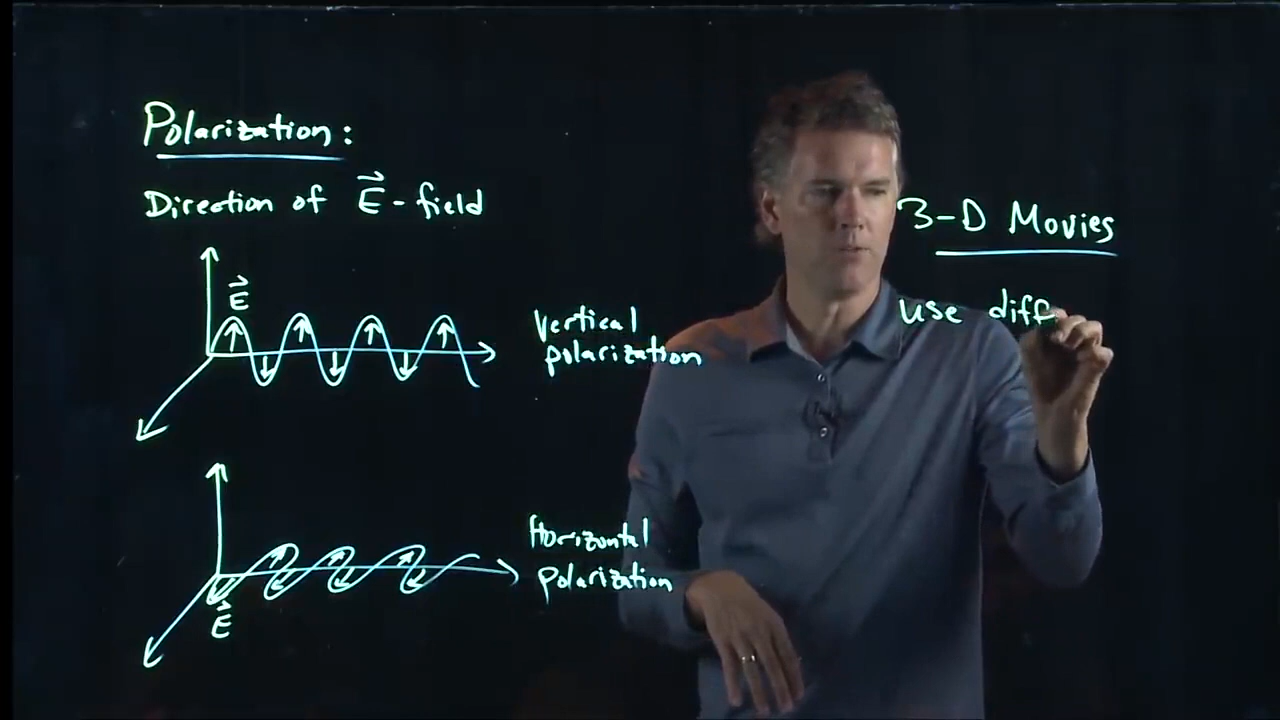 Polarization:
Direction of E-field
E
Vertical
polarization
Horizontal
polarization
E
3-D Movies
use diff